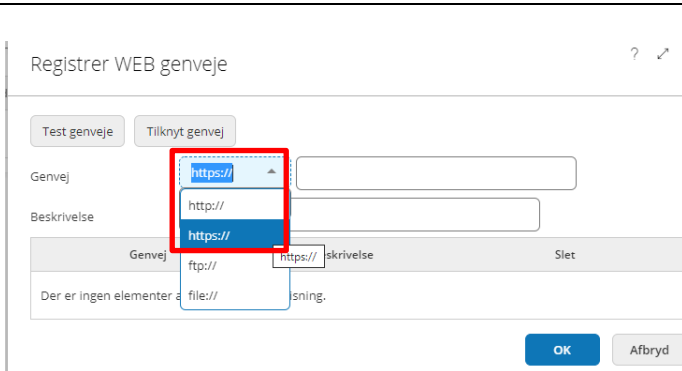 Registrer WEB genveje ?
Test genveje Tilknyt genvej
Genvej https://
http://
Beskrivelse
https://
Genvej https:// skrivelse Slet
ftp://
Der er ingen elementer isning.
file://
OK Afbryd